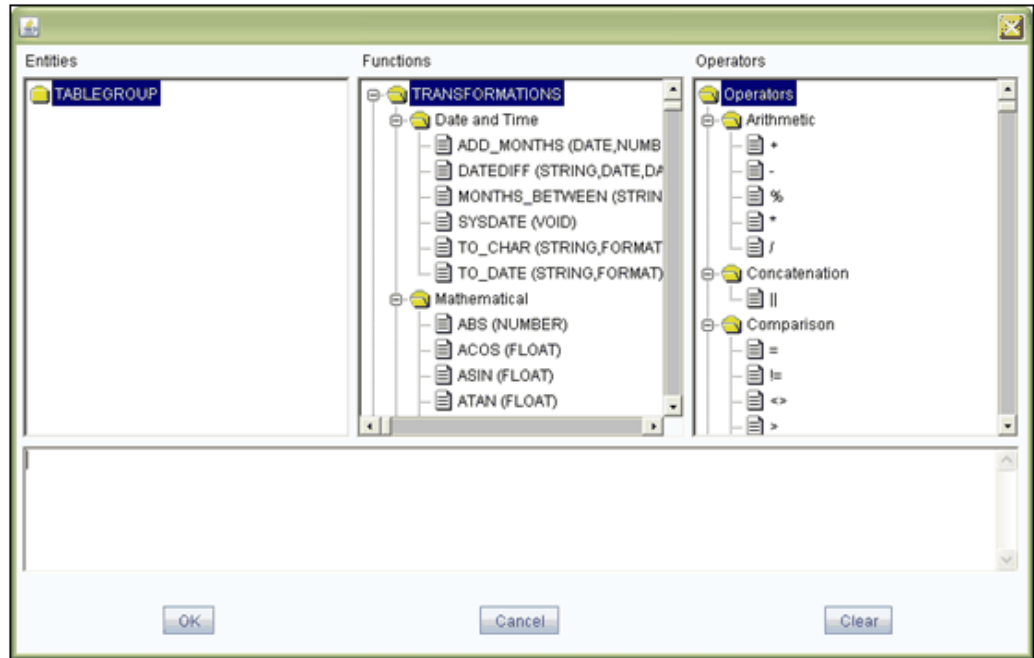 Entities
TABLEGROUP
Functions
TRANSFORMATIONS
Date and Time
ADD_MONTHS (DATE,NUMB
DATEDIFF (STRING,DATE,DA
MONTHS_BETWEEN (STRIN
SYSDATE (VOID)
TO_CHAR (STRING,FORMAT
TO_DATE (STRING,FORMAT)
Mathematical
ABS (NUMBER)
ACOS (FLOAT)
ASIN (FLOAT)
ATAN (FLOAT)
Operators
Operators
Arithmetic
+
-
%
*
/
Concatenation
||
Comparison
=
!=
<>
>
OK
Cancel
Clear